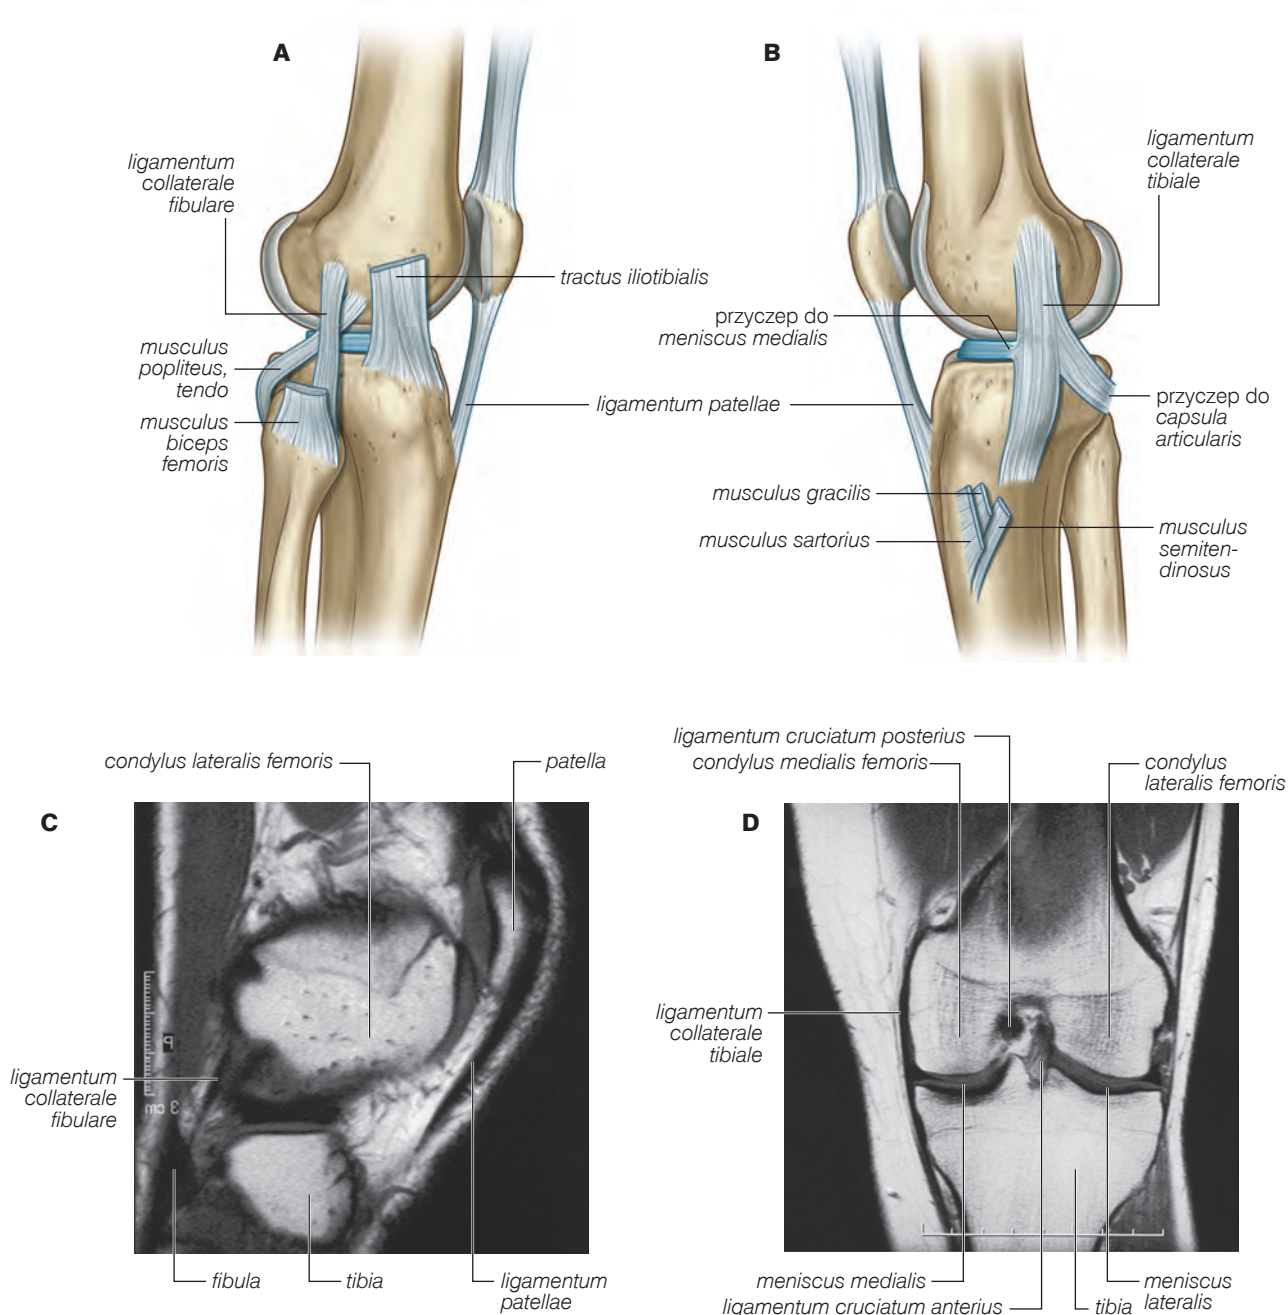 A
ligamentum
collaterale
fibulare
tractus iliotibialis
musculus
popliteus,
tendo
musculus
biceps
femoris
ligamentum patellae
B
ligamentum
collaterale
tibiale
przyczep do
meniscus medialis
przyczep do
capsula
articularis
musculus gracilis
musculus sartorius
musculus
semiten-
dinosus
C
condylus lateralis femoris
patella
ligamentum
collaterale
fibulare
P
3 cm
fibula
tibia
ligamentum
patellae
D
ligamentum cruciatum posterius
condylus medialis femoris
condylus
lateralis femoris
ligamentum
collaterale
tibiale
meniscus medialis
ligamentum cruciatum anterius
tibia
meniscus
lateralis